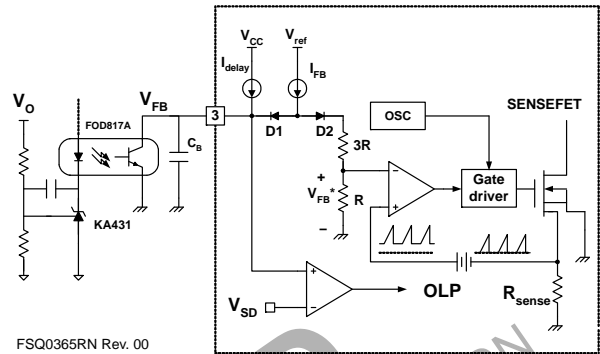 V_CC V_ref
I_delay I_FB
V_O V_FB 3 SENSEFET
FOD817A D1 D2 OSC
C_B 3R
+ − Gate driver
V_FB* R +
−
KA431
+
V_SD − OLP R_sense
FSQ0365RN Rev. 00